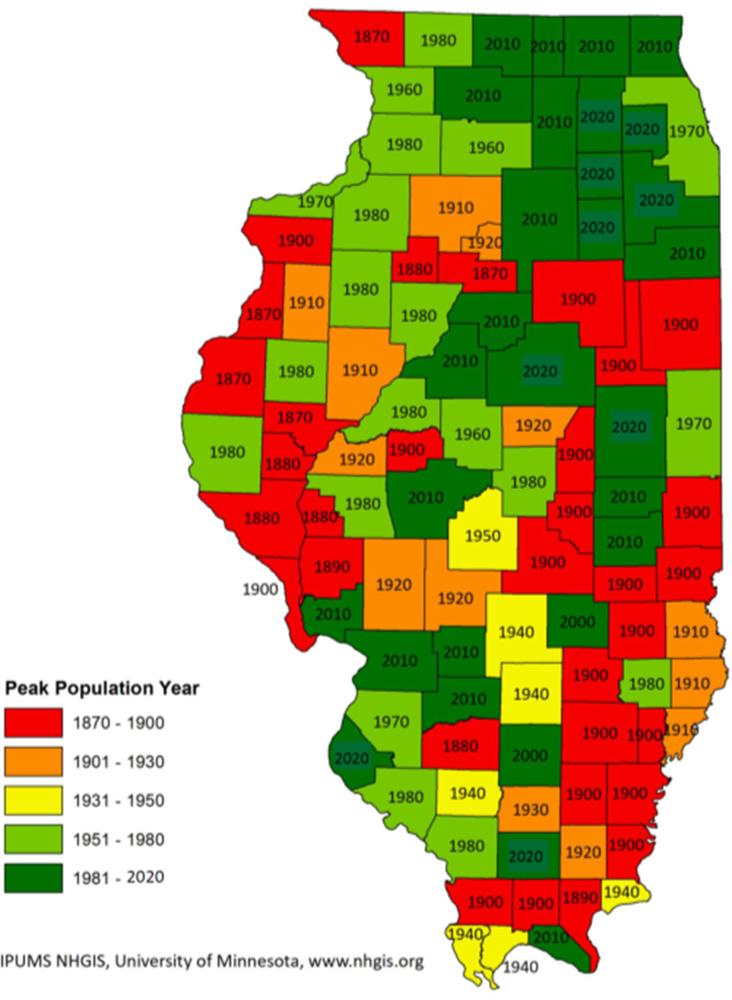 1870 1980 2010 2010 2010 2010
1960 2010 2010 2020 2020 1970
1980 1960
2020
1970 1980 1910 2010 2020
1900 1920 2020 2010
1880 1870
1870 1910 1980 1980 2010 1900 1900
1870 1980 1910 2010 2020 1900
1870 1980 1960 1920 2020 1970
1980 1880 1920 1900 1980 1900
1880 1880 1980 2010 1950 1900 2010 1900
2010
1900 1890 1920 1920 1900 1900 1900
2010 1940 2000 1900 1910
2010 2010 1900 1980 1910
2010 1940
Peak Population Year
1870 - 1900
1901 - 1930
1931 - 1950
1951 - 1980
1981 - 2020
1970 1880 1900 1900 1910
2020 2000
1980 1940 1930 1900 1900
1980 2020 1920 1900
1900 1900 1890 1940
1940 2010
1940
IPUMS NHGIS, University of Minnesota, www.nhgis.org